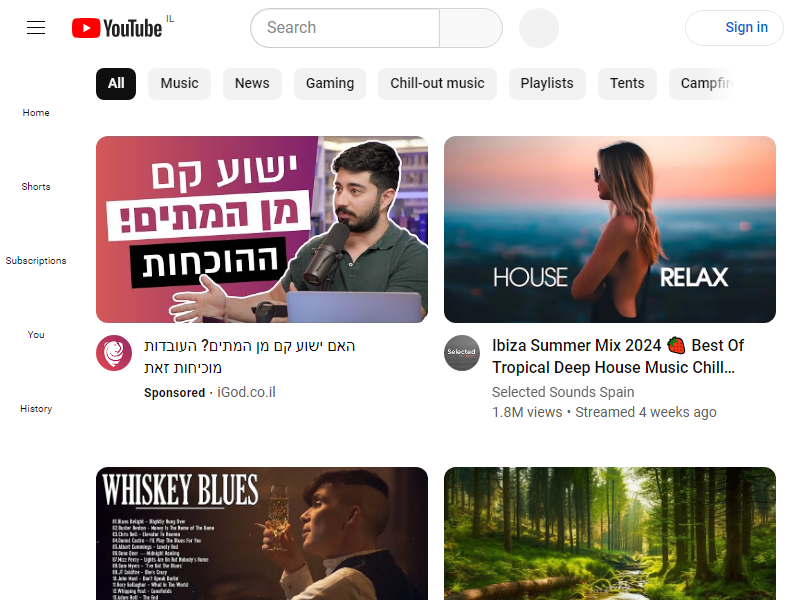 YouTube IL
Search
Sign in
All
Music
News
Gaming
Chill-out music
Playlists
Tents
Home
Shorts
Subscriptions
You
History
ישוע קם
מן המתים!
ההוכחות
HOUSE RELAX
האם ישוע קם מן המתים? העובדות
מוכיחות זאת
Sponsored · iGod.co.il
Selected
Ibiza Summer Mix 2024 🍓 Best Of
Tropical Deep House Music Chill…
Selected Sounds Spain
1.8M views • Streamed 4 weeks ago
WHISKEY BLUES